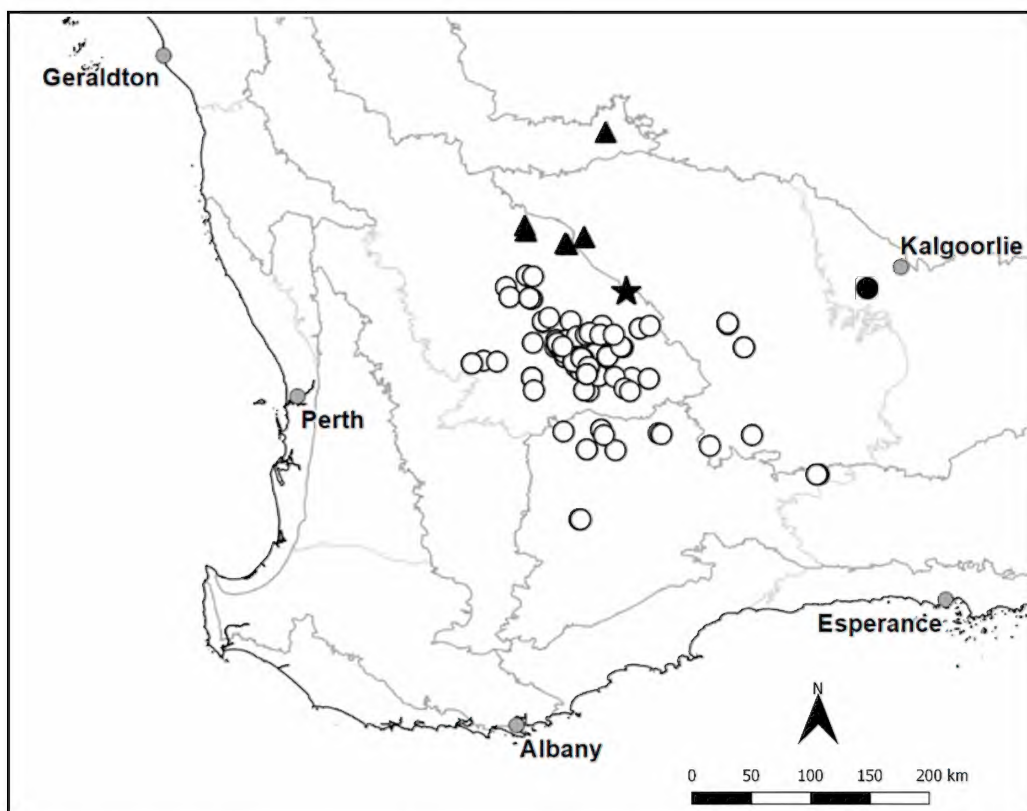 Geraldton
Kalgoorlie
Perth
Esperance
N
Albany
0 50 100 150 200 km